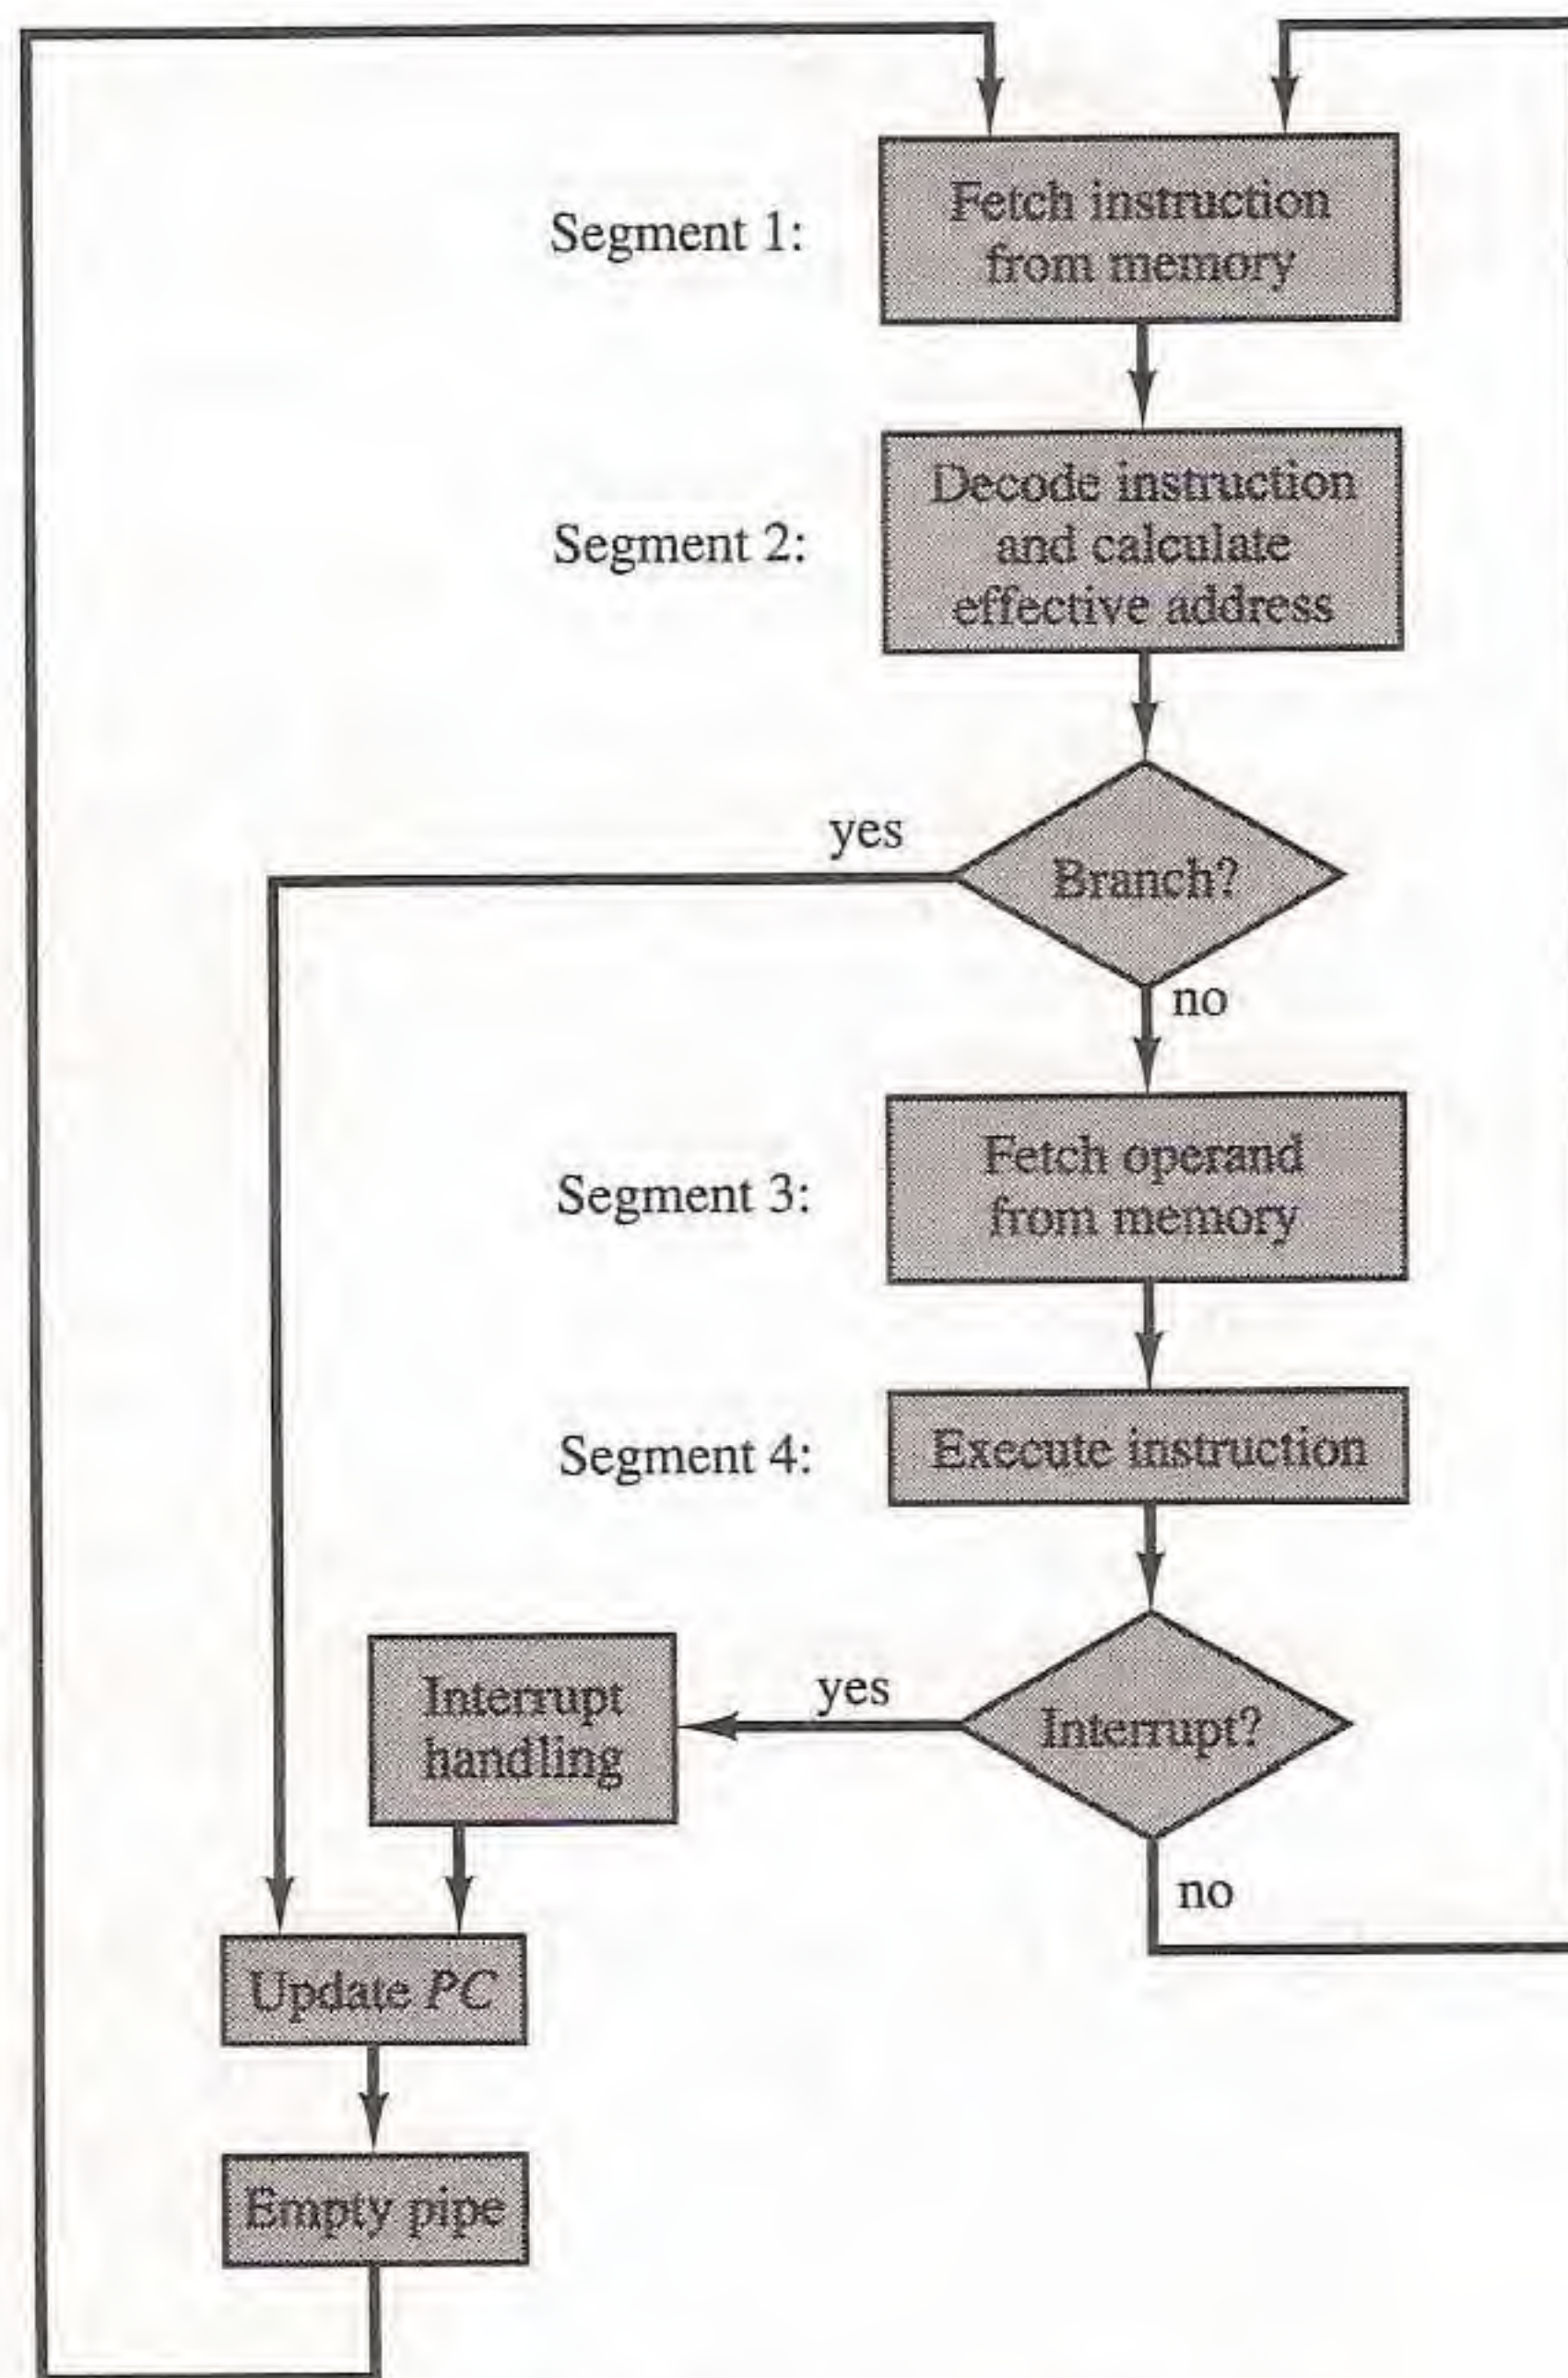 Segment 1:
Fetch instruction
from memory
Segment 2:
Decode instruction
and calculate
effective address
yes
Branch?
no
Segment 3:
Fetch operand
from memory
Segment 4:
Execute instruction
Interrupt
handling
yes
Interrupt?
no
Update PC
Empty pipe